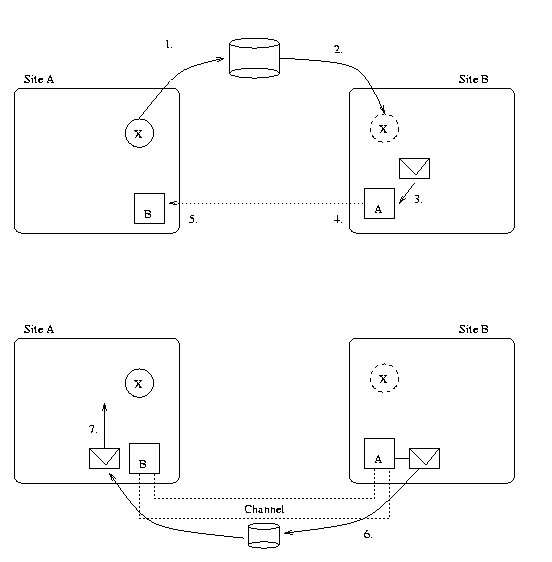 1.
2.
Site A
Site B
X
X
A
3.
B
5.
4.
Site A
Site B
X
X
7.
B
A
Channel
6.